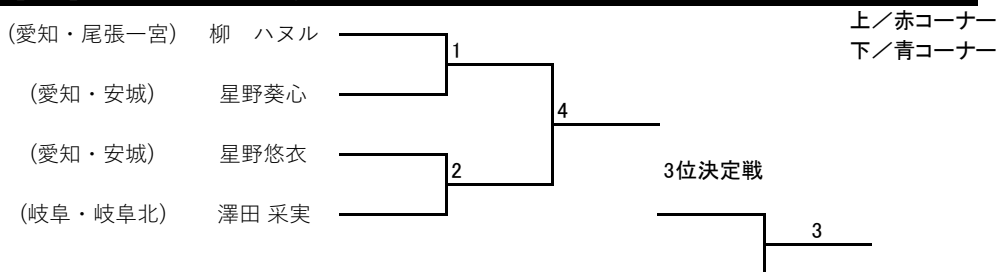 上／赤コーナー
(愛知・尾張一宮) 柳　ハヌル
下／青コーナー
1
(愛知・安城) 星野葵心
4
(愛知・安城) 星野悠衣
2
3位決定戦
(岐阜・岐阜北) 澤田 采実
3